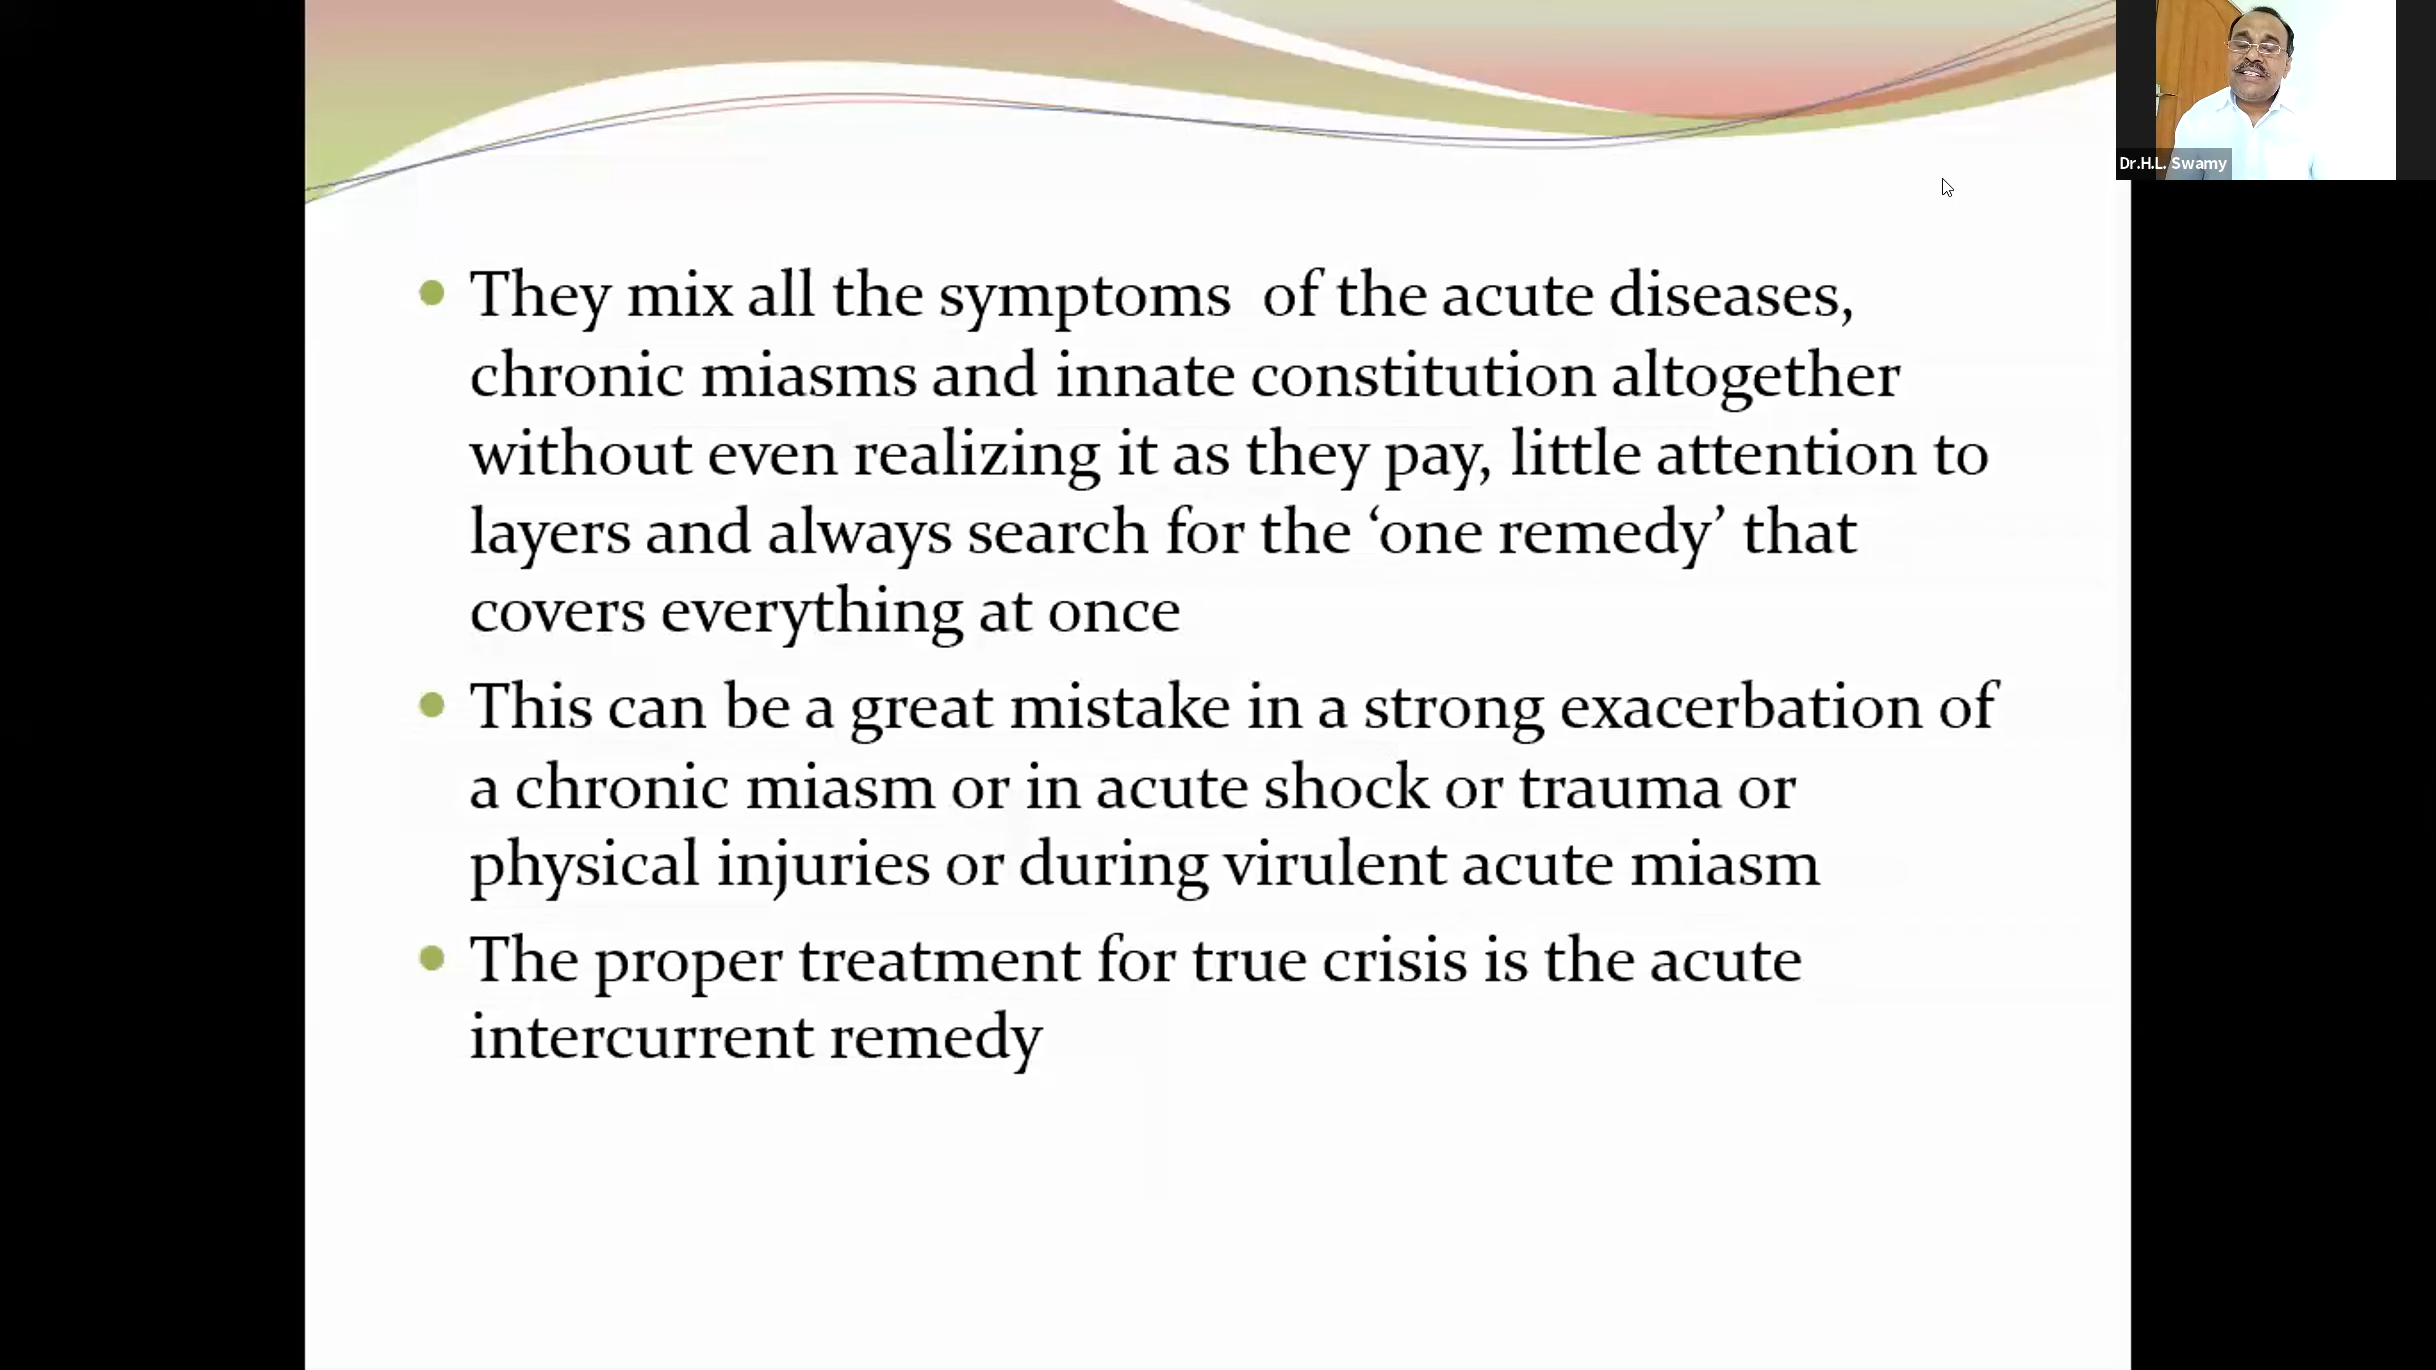 Dr.H.L. Swamy
They mix all the symptoms  of the acute diseases,
chronic miasms and innate constitution altogether
without even realizing it as they pay, little attention to
layers and always search for the ‘one remedy’ that
covers everything at once
This can be a great mistake in a strong exacerbation of
a chronic miasm or in acute shock or trauma or
physical injuries or during virulent acute miasm
The proper treatment for true crisis is the acute
intercurrent remedy